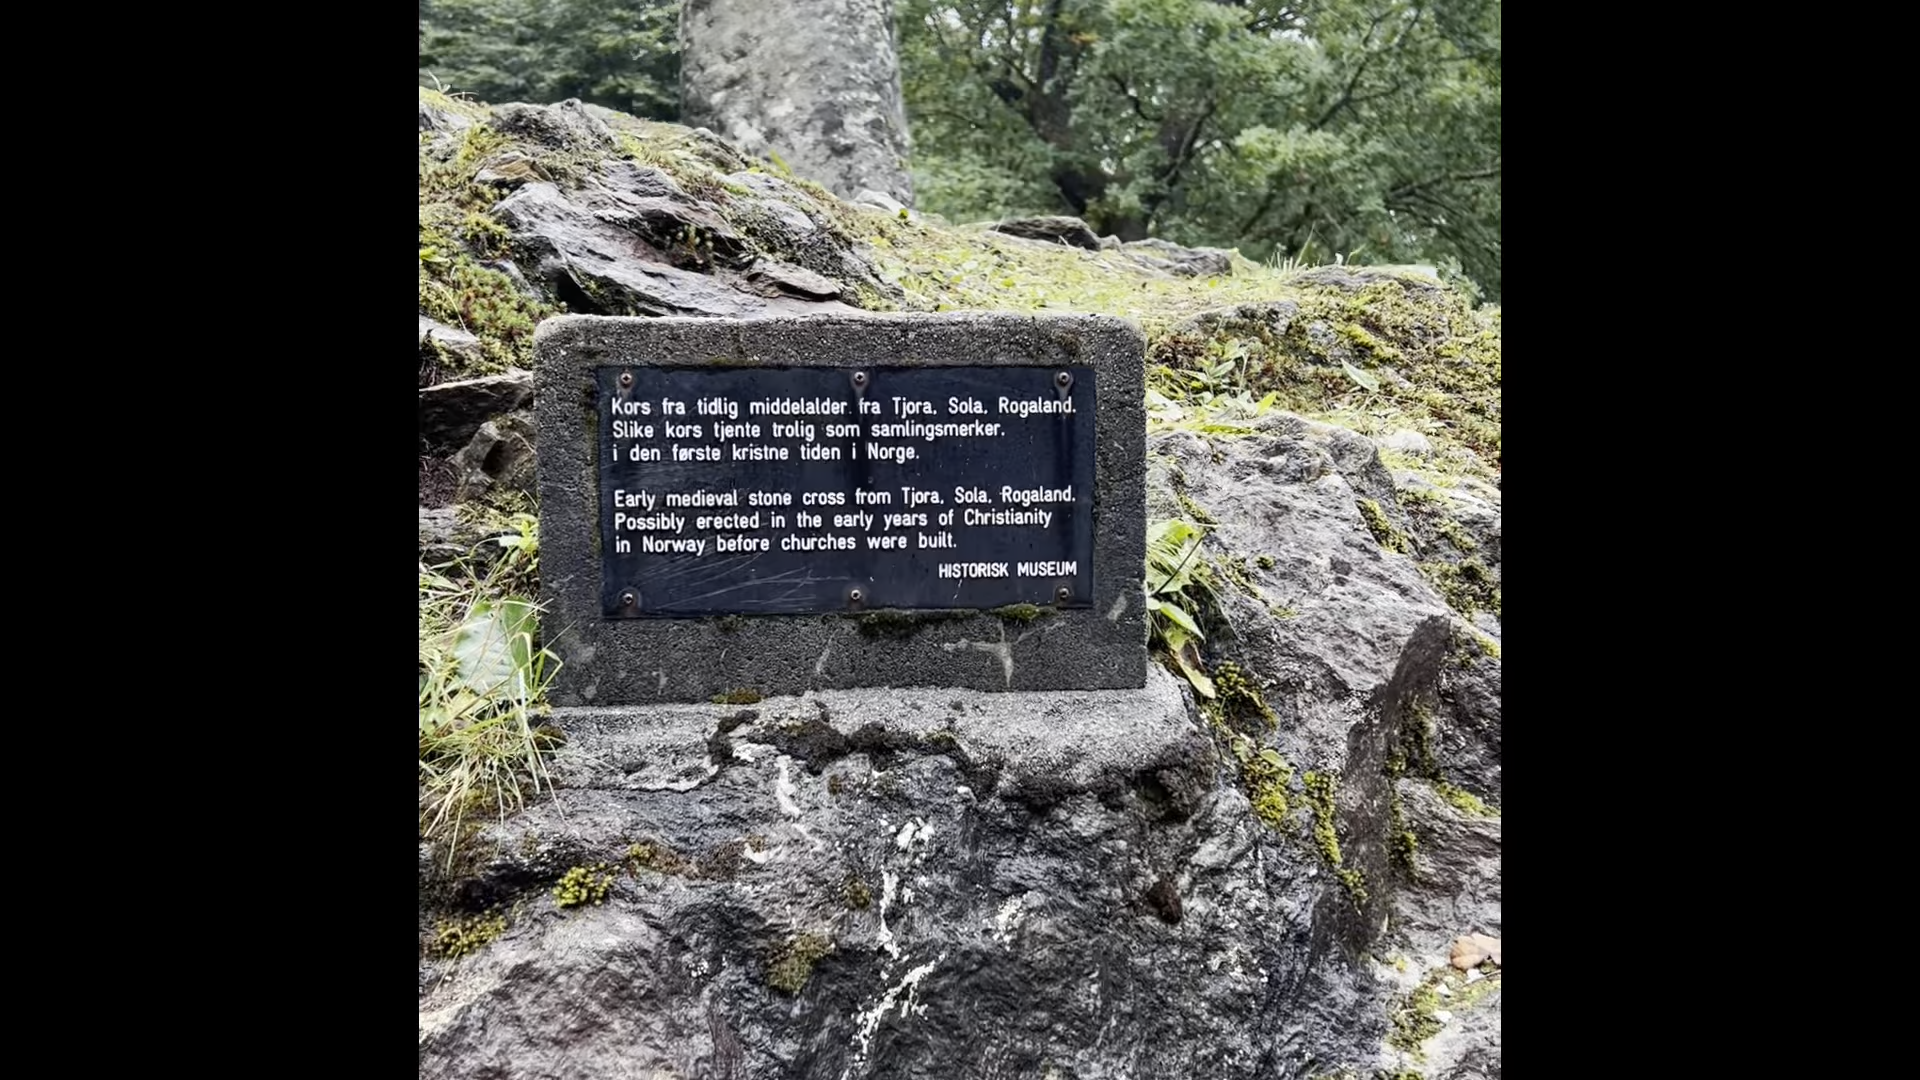 Kors fra tidlig middelalder fra Tjora, Sola, Rogaland.
Slike kors tjente trolig som samlingsmerker.
i den første kristne tiden i Norge.
Early medieval stone cross from Tjora, Sola, Rogaland.
Possibly erected in the early years of Christianity
in Norway before churches were built.
HISTORISK MUSEUM